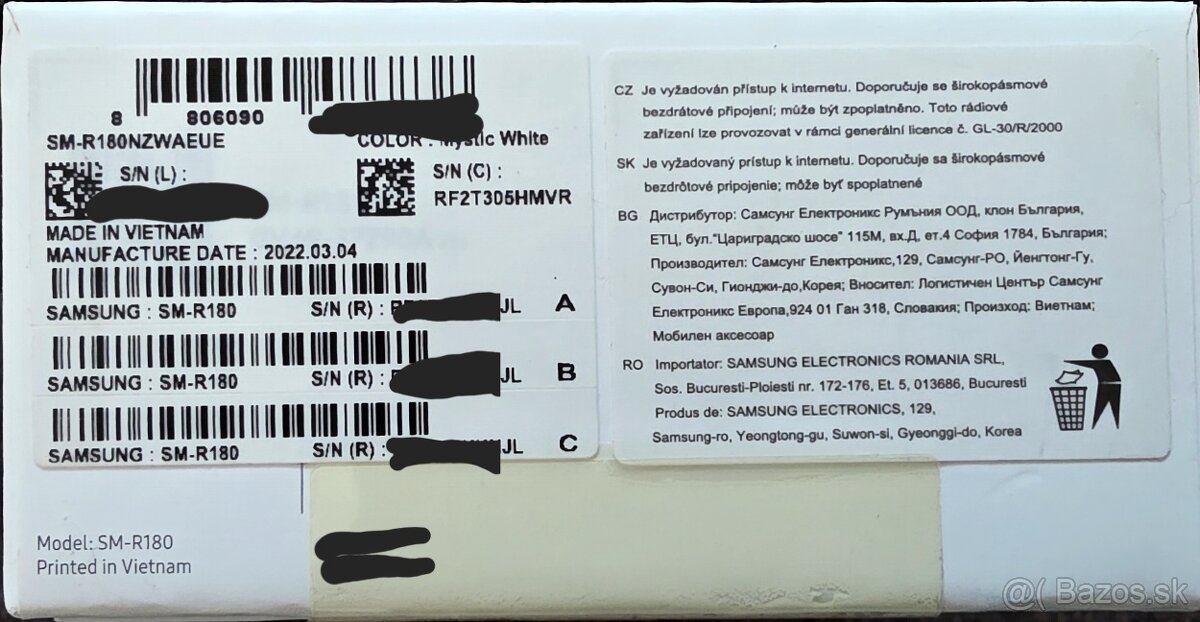 8 806090
SM-R180NZWAEUE
COLOR : Mystic White
S/N (L) :
S/N (C) :
RF2T305HMVR
MADE IN VIETNAM
MANUFACTURE DATE : 2022.03.04
SAMSUNG : SM-R180 S/N (R) : JL A
SAMSUNG : SM-R180 S/N (R) : JL B
SAMSUNG : SM-R180 S/N (R) : JL C
Model: SM-R180
Printed in Vietnam
CZ Je vyžadován přístup k internetu. Doporučuje se širokopásmové
bezdrátové připojení; může být zpoplatněno. Toto rádiové
zařízení lze provozovat v rámci generální licence č. GL-30/R/2000
SK Je vyžadovaný prístup k internetu. Doporučuje sa širokopásmové
bezdrôtové pripojenie; môže byť spoplatnené
BG Дистрибутор: Самсунг Електроникс Румъния ООД, клон България,
ЕТЦ, бул."Цариградско шосе" 115М, вх.Д, ет.4 София 1784, България;
Производител: Самсунг Електроникс,129, Самсунг-РО, Йенгтонг-Гу,
Сувон-Си, Гионджи-до,Корея; Вносител: Логистичен Център Самсунг
Електроникс Европа,924 01 Ган 318, Словакия; Произход: Виетнам;
Мобилен аксесоар
RO Importator: SAMSUNG ELECTRONICS ROMANIA SRL,
Sos. Bucuresti-Ploiesti nr. 172-176, Et. 5, 013686, Bucuresti
Produs de: SAMSUNG ELECTRONICS, 129,
Samsung-ro, Yeongtong-gu, Suwon-si, Gyeonggi-do, Korea
@( Bazos.sk